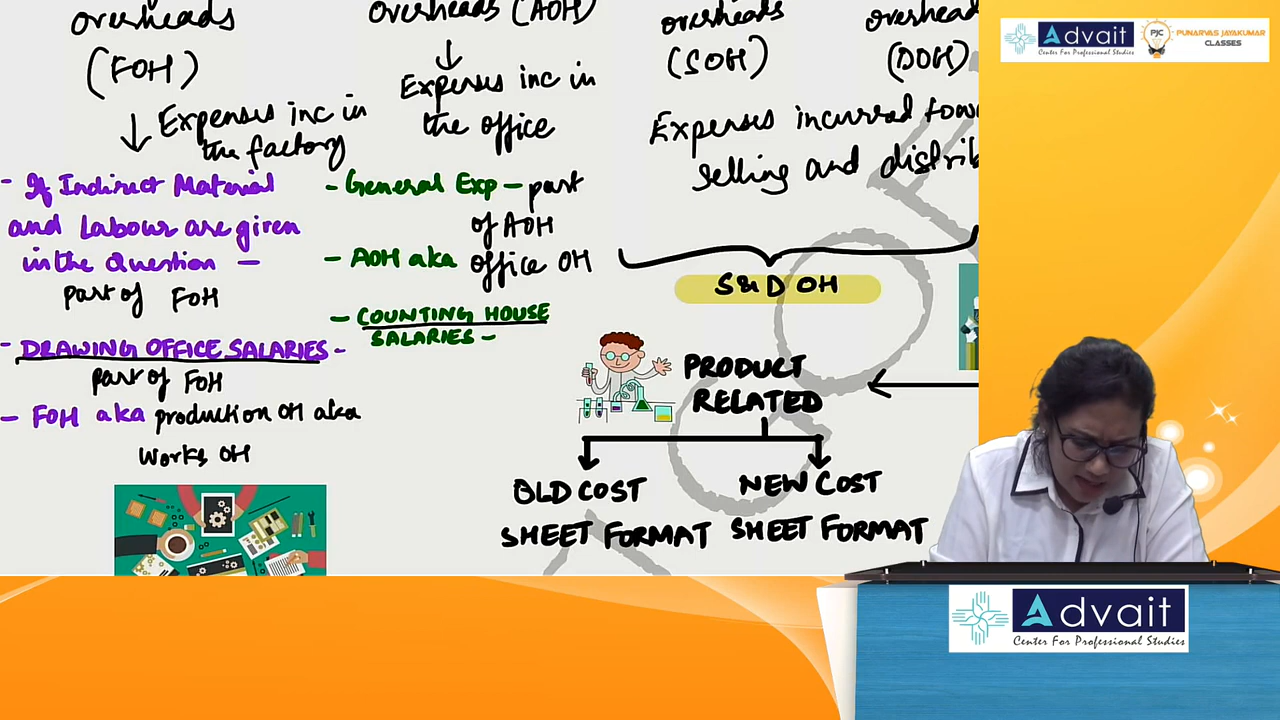 overheads
(FOH)
↓ Expenses inc in
the factory
- If Indirect Material
and Labour are given
in the Question —
part of FOH
- DRAWING OFFICE SALARIES -
part of FOH
- FOH aka production OH aka
Works OH
Overheads (AOH)
↓
Expenses inc in
the office
- General Exp - part
of AOH
- AOH aka office OH
- COUNTING HOUSE
SALARIES -
overheads
(SOH)
overhead
(DOH)
Expenses incurred tow
selling and distrib
S & D OH
PRODUCT
RELATED
OLD COST
SHEET FORMAT
NEW COST
SHEET FORMAT
Advait
Center For Professional Studies
PJC
PUNARVAS JAYAKUMAR
CLASSES
Advait
Center For Professional Studies